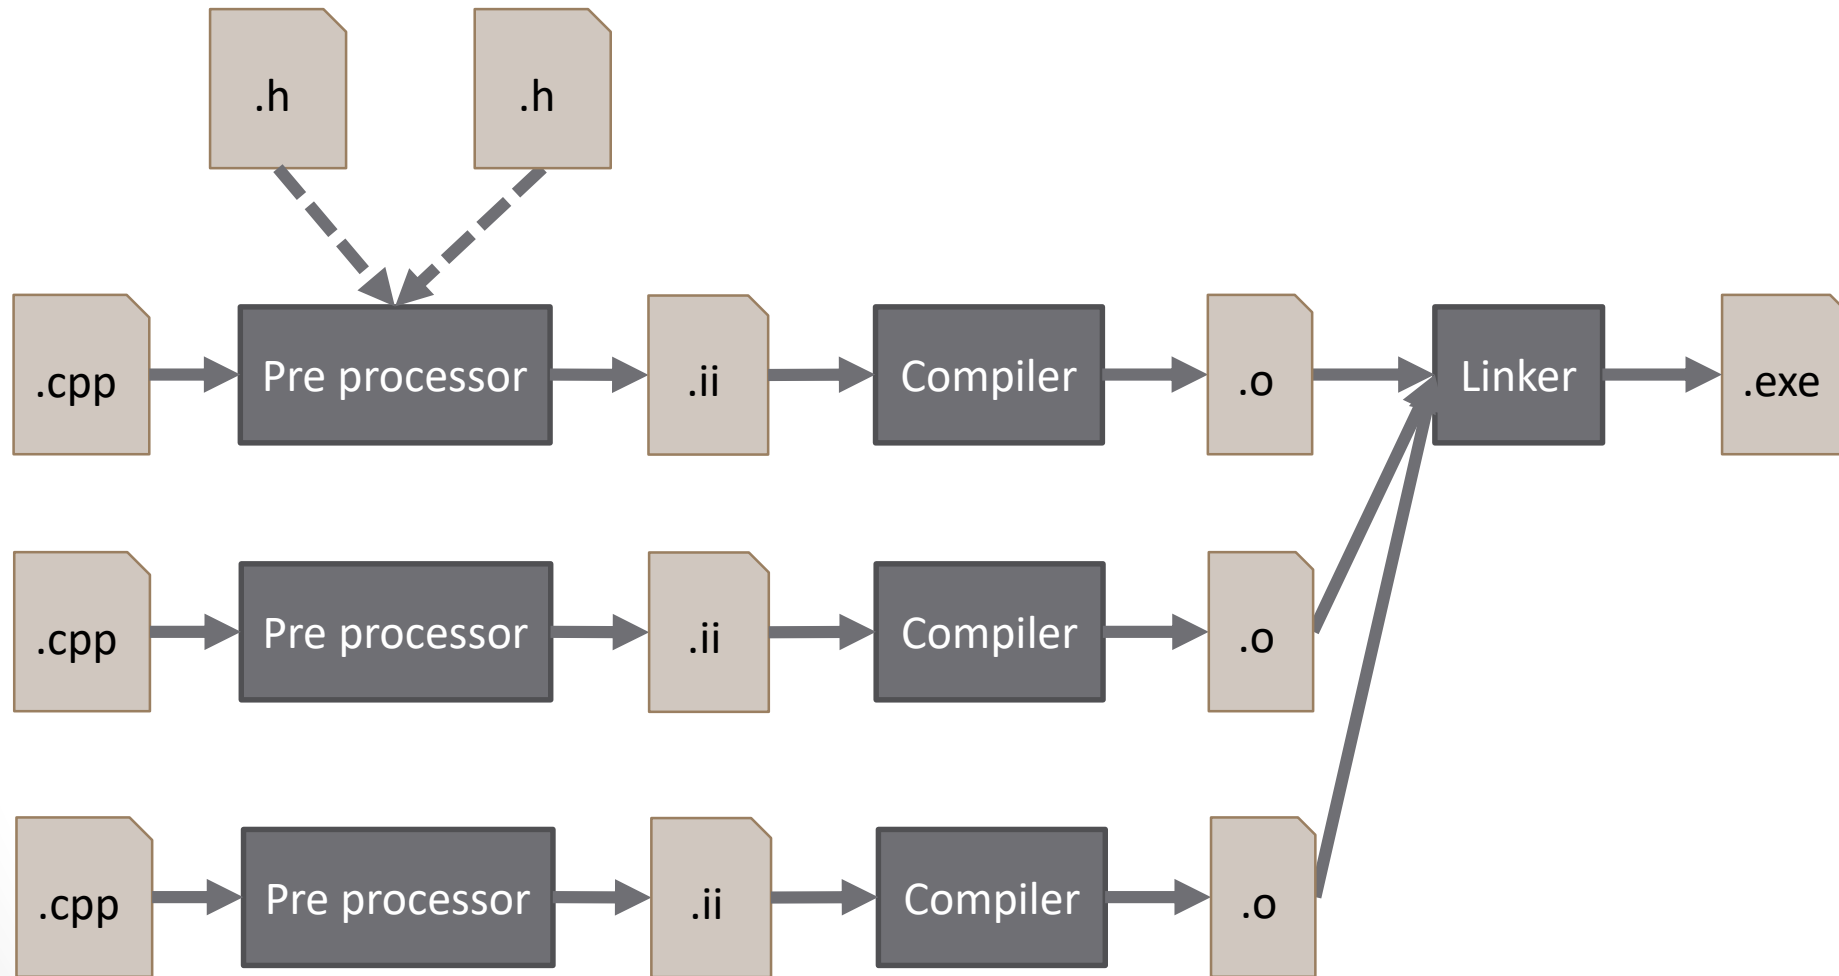 .h
.h
.cpp
Pre processor
.ii
Compiler
.o
Linker
.exe
.cpp
Pre processor
.ii
Compiler
.o
.cpp
Pre processor
.ii
Compiler
.o